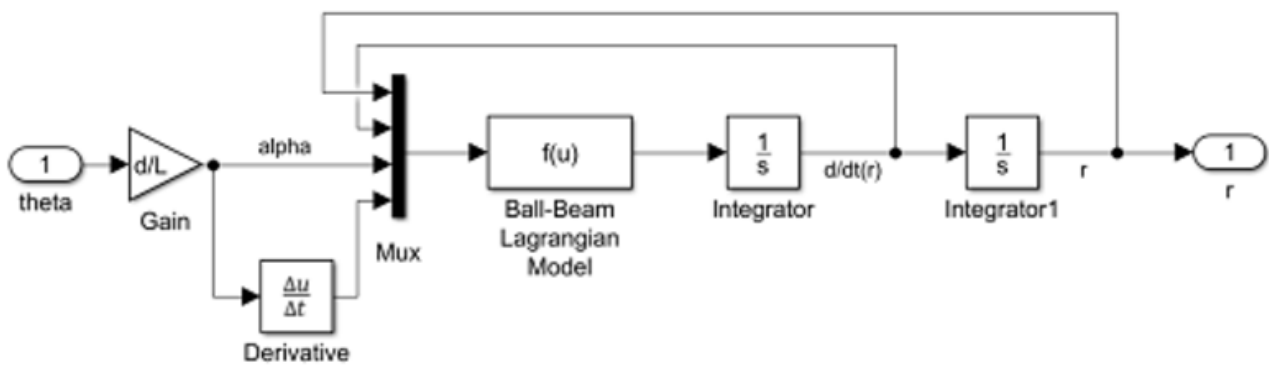 1
theta
d/L
Gain
alpha
Δu
Δt
Derivative
Mux
f(u)
Ball-Beam
Lagrangian
Model
1
s
Integrator
d/dt(r)
1
s
Integrator1
r
1
r